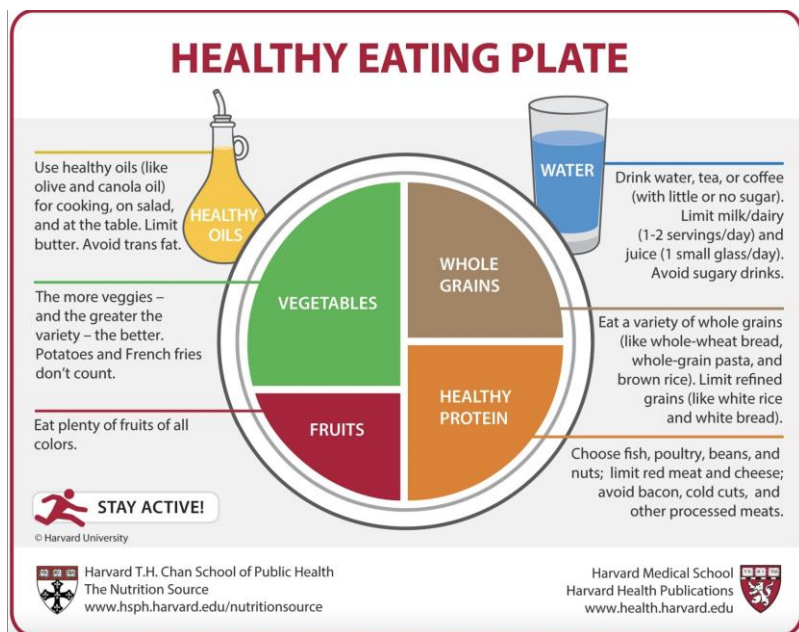 HEALTHY EATING PLATE
Use healthy oils (like
olive and canola oil)
for cooking, on salad,
and at the table. Limit
butter. Avoid trans fat.
HEALTHY
OILS
The more veggies –
and the greater the
variety – the better.
Potatoes and French fries
don’t count.
Eat plenty of fruits of all
colors.
VEGETABLES
FRUITS
WHOLE
GRAINS
HEALTHY
PROTEIN
WATER
Drink water, tea, or coffee
(with little or no sugar).
Limit milk/dairy
(1-2 servings/day) and
juice (1 small glass/day).
Avoid sugary drinks.
Eat a variety of whole grains
(like whole-wheat bread,
whole-grain pasta, and
brown rice). Limit refined
grains (like white rice
and white bread).
Choose fish, poultry, beans, and
nuts; limit red meat and cheese;
avoid bacon, cold cuts, and
other processed meats.
STAY ACTIVE!
© Harvard University
Harvard T.H. Chan School of Public Health
The Nutrition Source
www.hsph.harvard.edu/nutritionsource
Harvard Medical School
Harvard Health Publications
www.health.harvard.edu